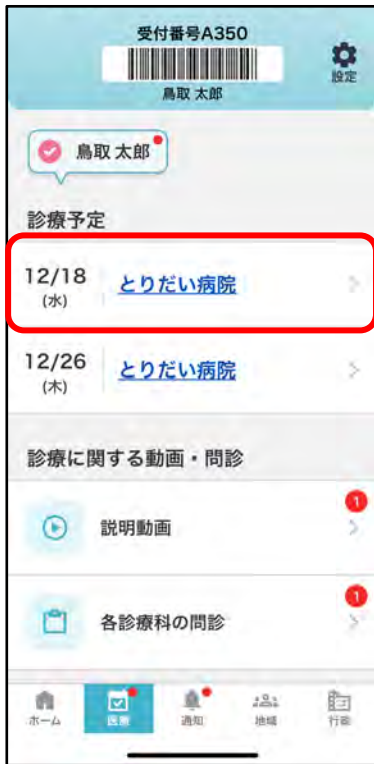 受付番号A350
鳥取 太郎
設定
鳥取 太郎
診療予定
12/18
(水)
とりだい病院
12/26
(木)
とりだい病院
診療に関する動画・問診
説明動画
1
各診療科の問診
1
ホーム
医療
通知
地域
行政